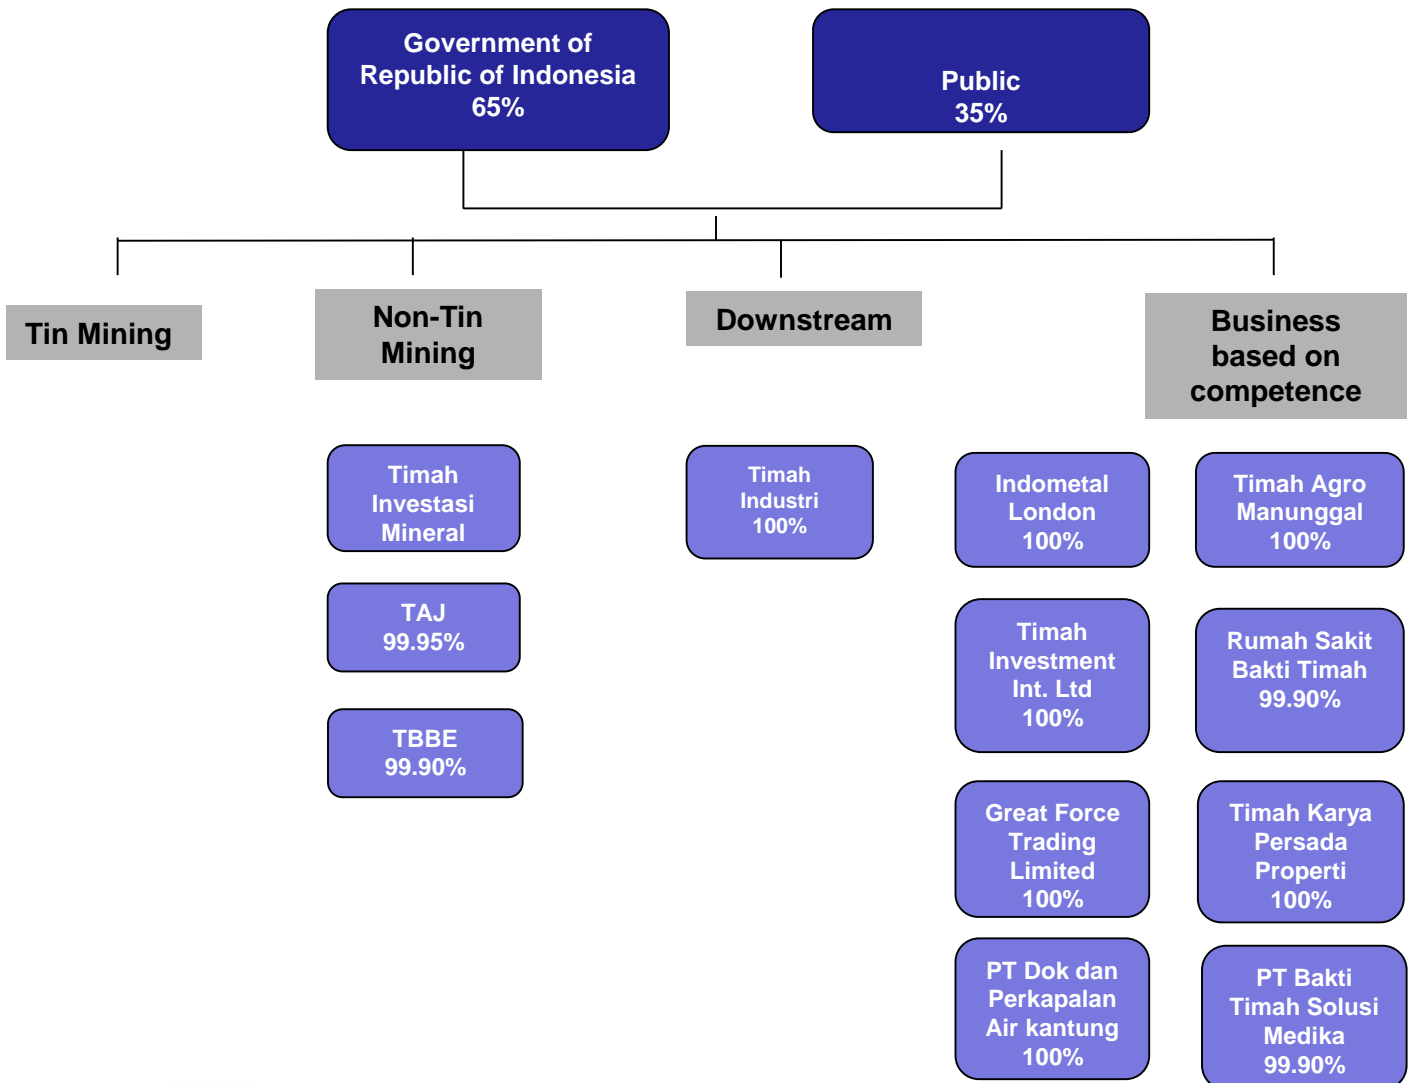 Government of
Republic of Indonesia
65%
Public
35%
Tin Mining
Non-Tin
Mining
Downstream
Business
based on
competence
Timah
Investasi
Mineral
TAJ
99.95%
TBBE
99.90%
Timah
Industri
100%
Indometal
London
100%
Timah
Investment
Int. Ltd
100%
Great Force
Trading
Limited
100%
PT Dok dan
Perkapalan
Air kantung
100%
Timah Agro
Manunggal
100%
Rumah Sakit
Bakti Timah
99.90%
Timah Karya
Persada
Properti
100%
PT Bakti
Timah Solusi
Medika
99.90%